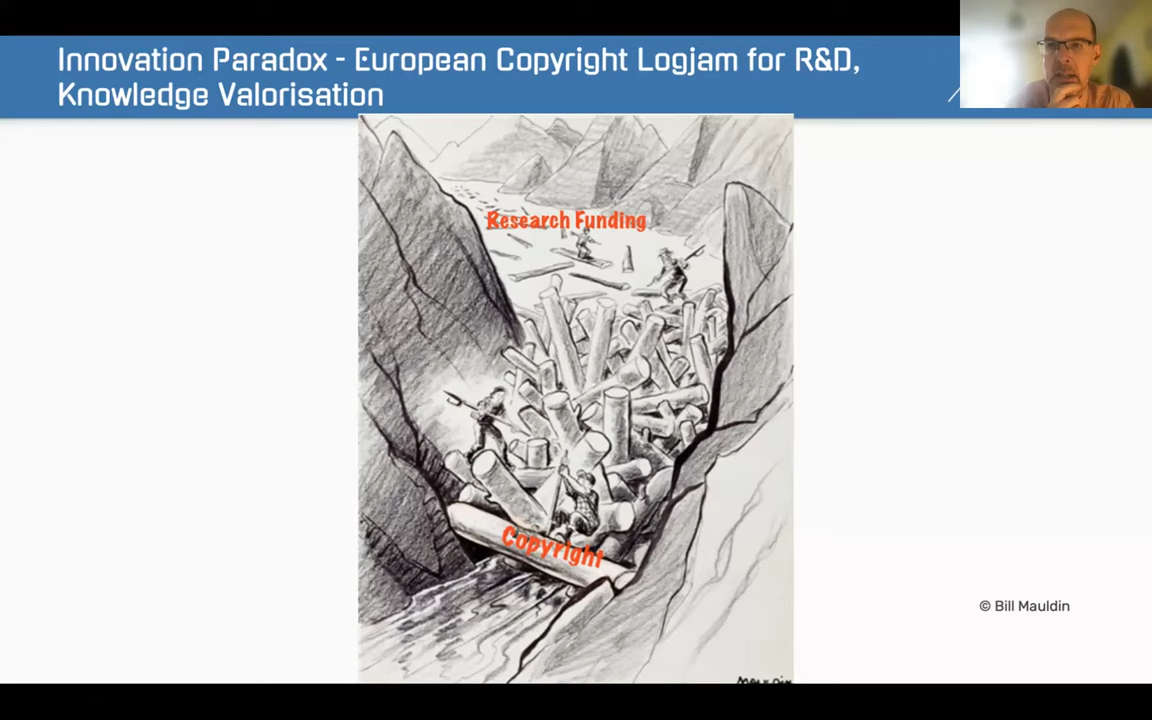 Innovation Paradox - European Copyright Logjam for R&D,
Knowledge Valorisation
Research Funding
Copyright
© Bill Mauldin